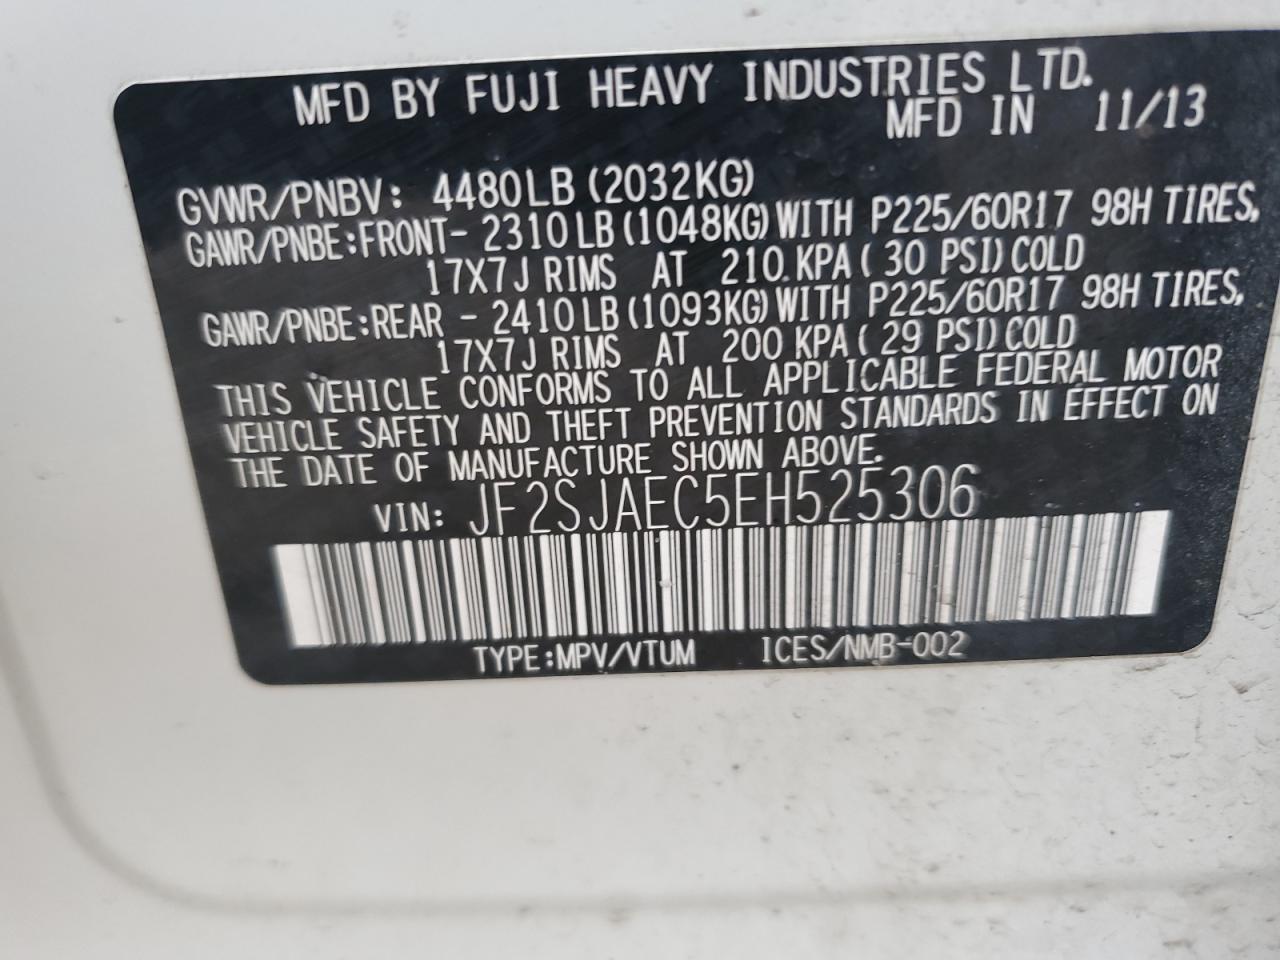 MFD BY FUJI HEAVY INDUSTRIES LTD.
MFD IN 11/13
GVWR/PNBV: 4480LB (2032KG)
GAWR/PNBE:FRONT- 2310LB(1048KG)WITH P225/60R17 98H TIRES,
17X7J RIMS AT 210.KPA( 30 PSI)COLD
GAWR/PNBE:REAR - 2410LB(1093KG)WITH P225/60R17 98H TIRES,
17X7J RIMS AT 200 KPA( 29 PSI)COLD
THIS VEHICLE CONFORMS TO ALL APPLICABLE FEDERAL MOTOR
VEHICLE SAFETY AND THEFT PREVENTION STANDARDS IN EFFECT ON
THE DATE OF MANUFACTURE SHOWN ABOVE.
VIN: JF2SJAEC5EH525306
TYPE:MPV/VTUM ICES/NMB-002